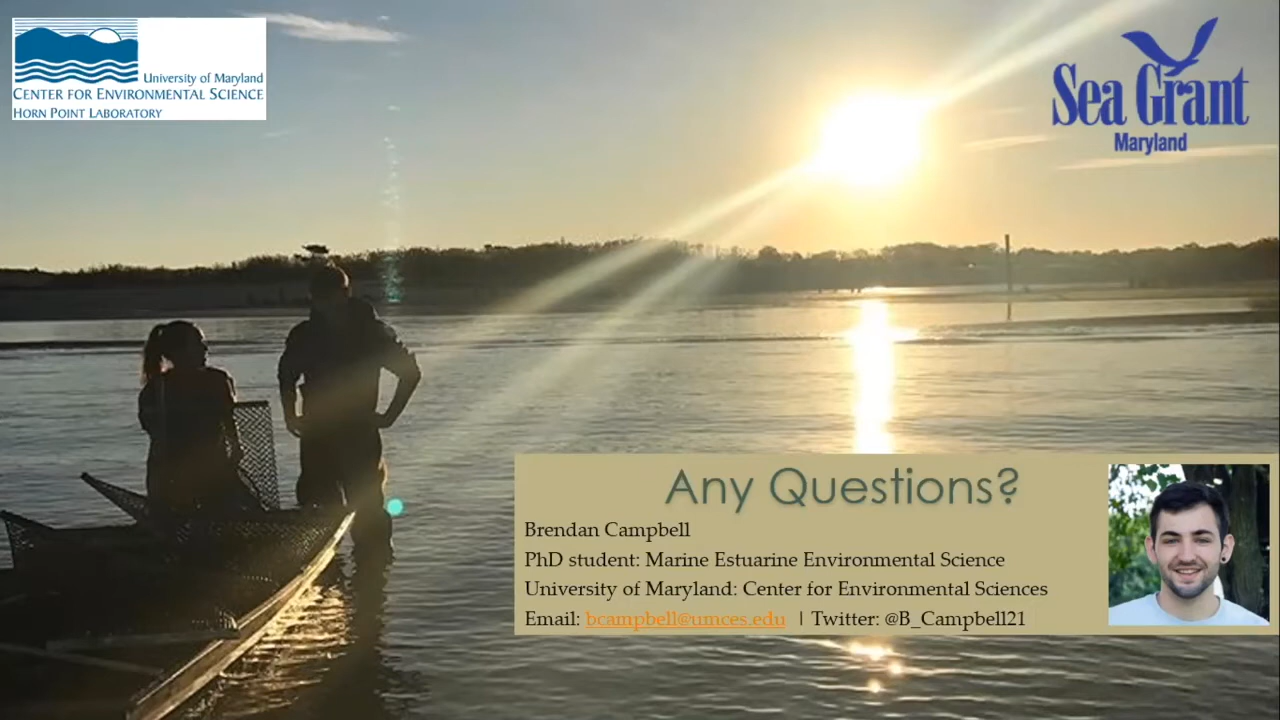 University of Maryland
CENTER FOR ENVIRONMENTAL SCIENCE
HORN POINT LABORATORY
Sea Grant
Maryland
Any Questions?
Brendan Campbell
PhD student: Marine Estuarine Environmental Science
University of Maryland: Center for Environmental Sciences
Email: bcampbell@umces.edu | Twitter: @B_Campbell21